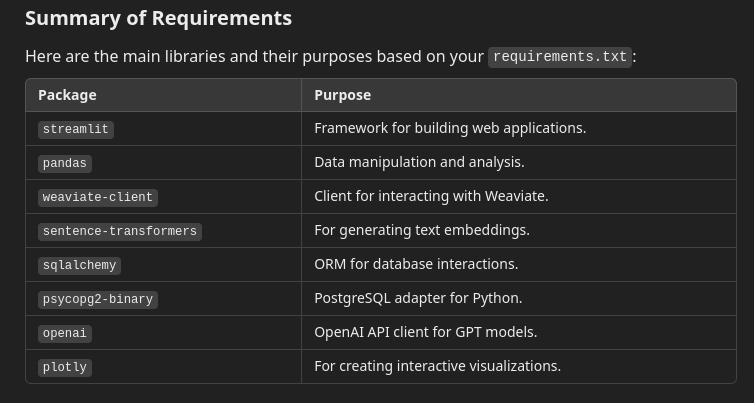 Summary of Requirements
Here are the main libraries and their purposes based on your requirements.txt:
Package Purpose
streamlit Framework for building web applications.
pandas Data manipulation and analysis.
weaviate-client Client for interacting with Weaviate.
sentence-transformers For generating text embeddings.
sqlalchemy ORM for database interactions.
psycopg2-binary PostgreSQL adapter for Python.
openai OpenAI API client for GPT models.
plotly For creating interactive visualizations.